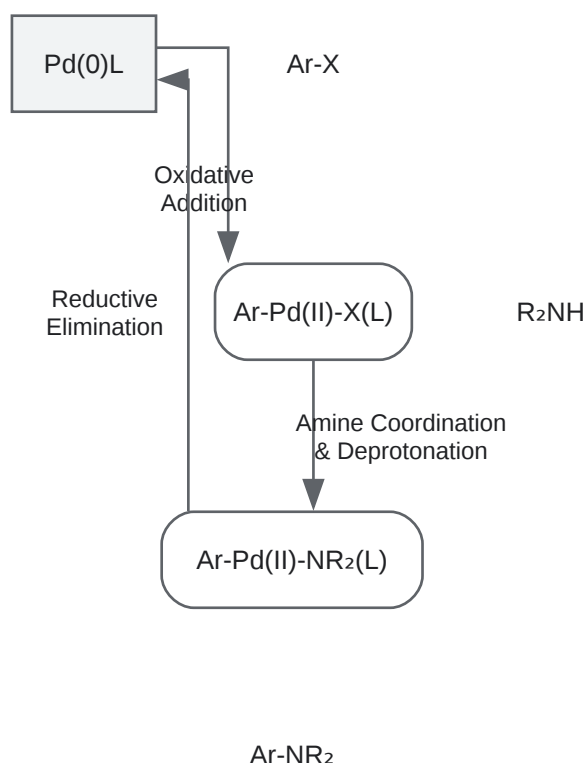 Pd(0)L
Ar-X
Oxidative
Addition
Ar-Pd(II)-X(L)
Reductive
Elimination
R₂NH
Amine Coordination
& Deprotonation
Ar-Pd(II)-NR₂(L)
Ar-NR₂